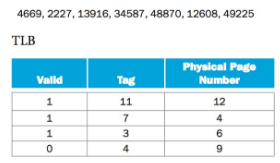 4669, 2227, 13916, 34587, 48870, 12608, 49225
TLB
Valid Tag Physical Page Number
1 11 12
1 7 4
1 3 6
0 4 9